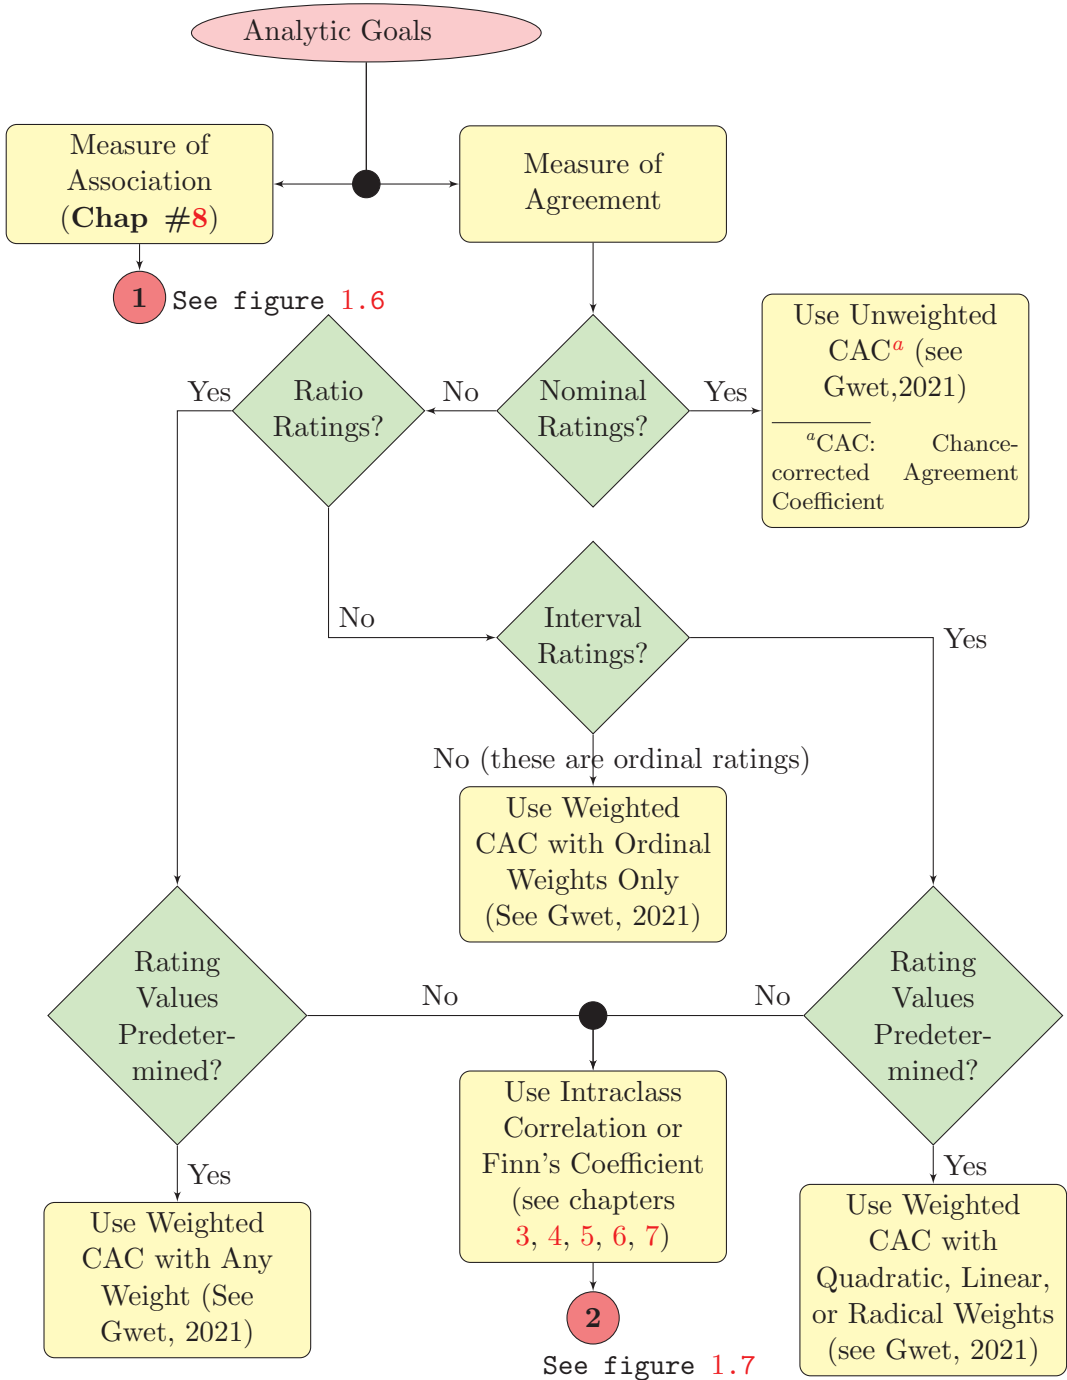 Analytic Goals
Measure of
Association
(Chap #8)
Measure of
Agreement
1
See figure 1.6
Use Unweighted
CACᵃ (see
Gwet,2021)
ᵃCAC: Chance-
corrected Agreement
Coefficient
Yes
Ratio
Ratings?
No
Nominal
Ratings?
Yes
No
Interval
Ratings?
Yes
No (these are ordinal ratings)
Use Weighted
CAC with Ordinal
Weights Only
(See Gwet, 2021)
Rating
Values
Predeter-
mined?
No
No
Rating
Values
Predeter-
mined?
Yes
Use Weighted
CAC with Any
Weight (See
Gwet, 2021)
Use Intraclass
Correlation or
Finn's Coefficient
(see chapters
3, 4, 5, 6, 7)
2
See figure 1.7
Yes
Use Weighted
CAC with
Quadratic, Linear,
or Radical Weights
(see Gwet, 2021)